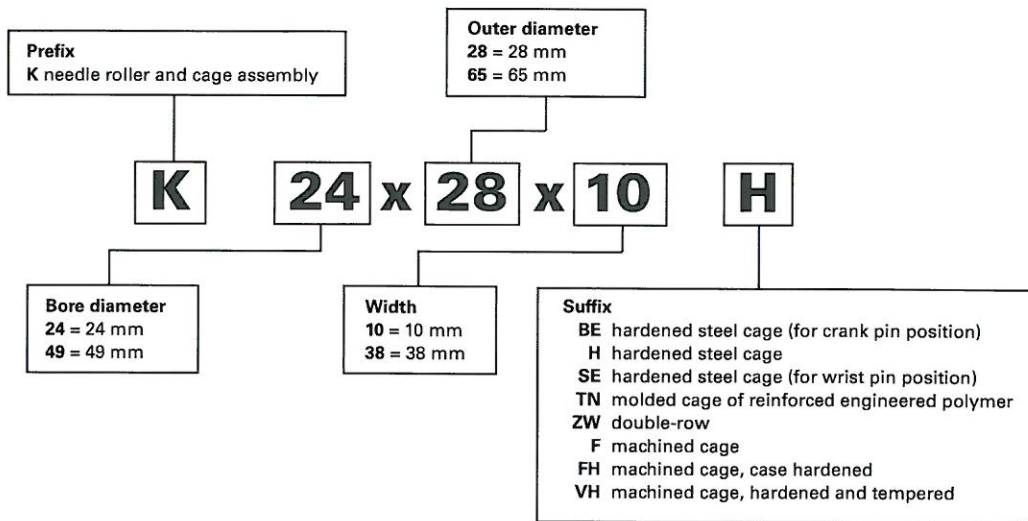 Outer diameter
28 = 28 mm
65 = 65 mm
Prefix
K needle roller and cage assembly
K 24 x 28 x 10 H
Bore diameter
24 = 24 mm
49 = 49 mm
Width
10 = 10 mm
38 = 38 mm
Suffix
BE hardened steel cage (for crank pin position)
H hardened steel cage
SE hardened steel cage (for wrist pin position)
TN molded cage of reinforced engineered polymer
ZW double-row
F machined cage
FH machined cage, case hardened
VH machined cage, hardened and tempered